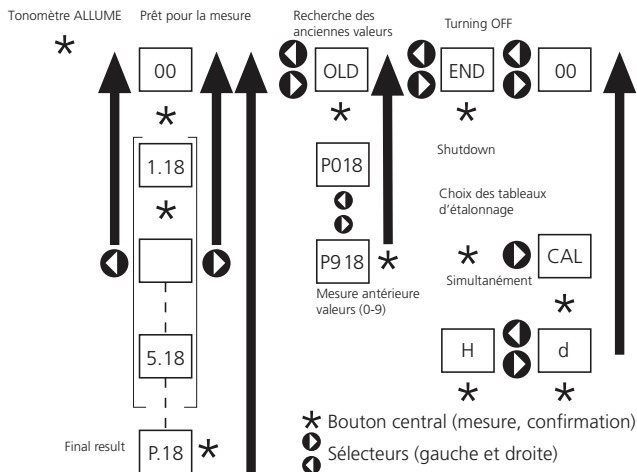 Tonomètre ALLUME
Prêt pour la mesure
Recherche des
anciennes valeurs
Turning OFF
00
OLD
END
00
1.18
P018
Shutdown
Choix des tableaux
d'étalonnage
P9 18
CAL
Simultanément
Mesure antérieure
valeurs (0-9)
5.18
H
d
Bouton central (mesure, confirmation)
Final result
P.18
Sélecteurs (gauche et droite)